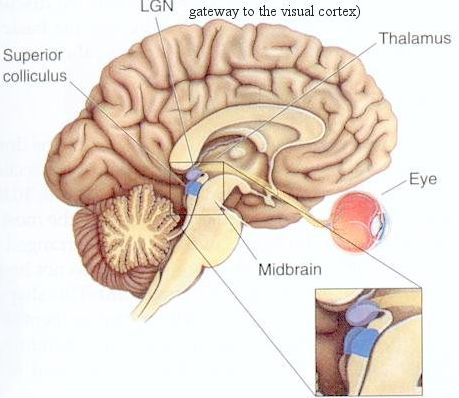 LGN
gateway to the visual cortex)
Thalamus
Superior
colliculus
Eye
Midbrain